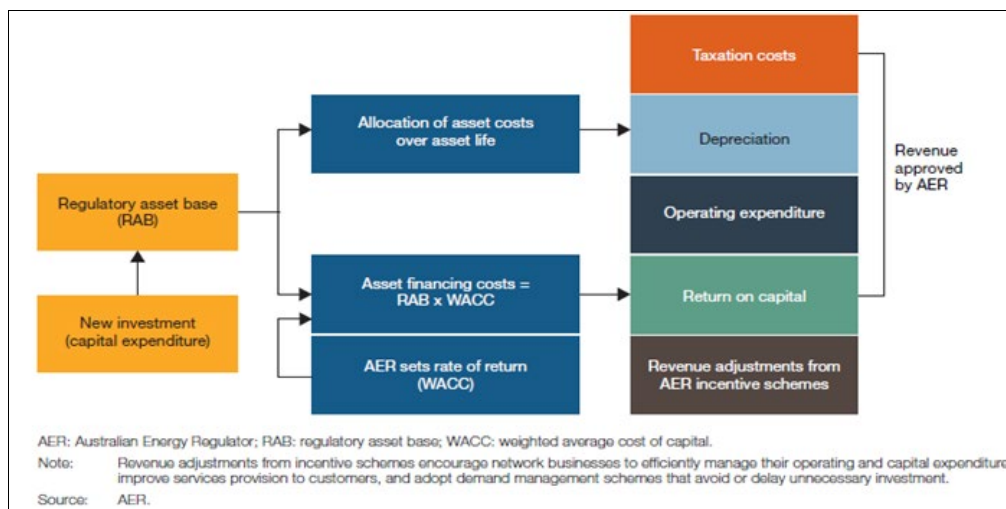 Taxation costs
Allocation of asset costs
over asset life
Depreciation
Revenue
approved
by AER
Regulatory asset base
(RAB)
Operating expenditure
Asset financing costs =
RAB x WACC
Return on capital
New investment
(capital expenditure)
AER sets rate of return
(WACC)
Revenue adjustments from
AER incentive schemes
AER: Australian Energy Regulator; RAB: regulatory asset base; WACC: weighted average cost of capital.
Note: Revenue adjustments from incentive schemes encourage network businesses to efficiently manage their operating and capital expenditure
improve services provision to customers, and adopt demand management schemes that avoid or delay unnecessary investment.
Source: AER.